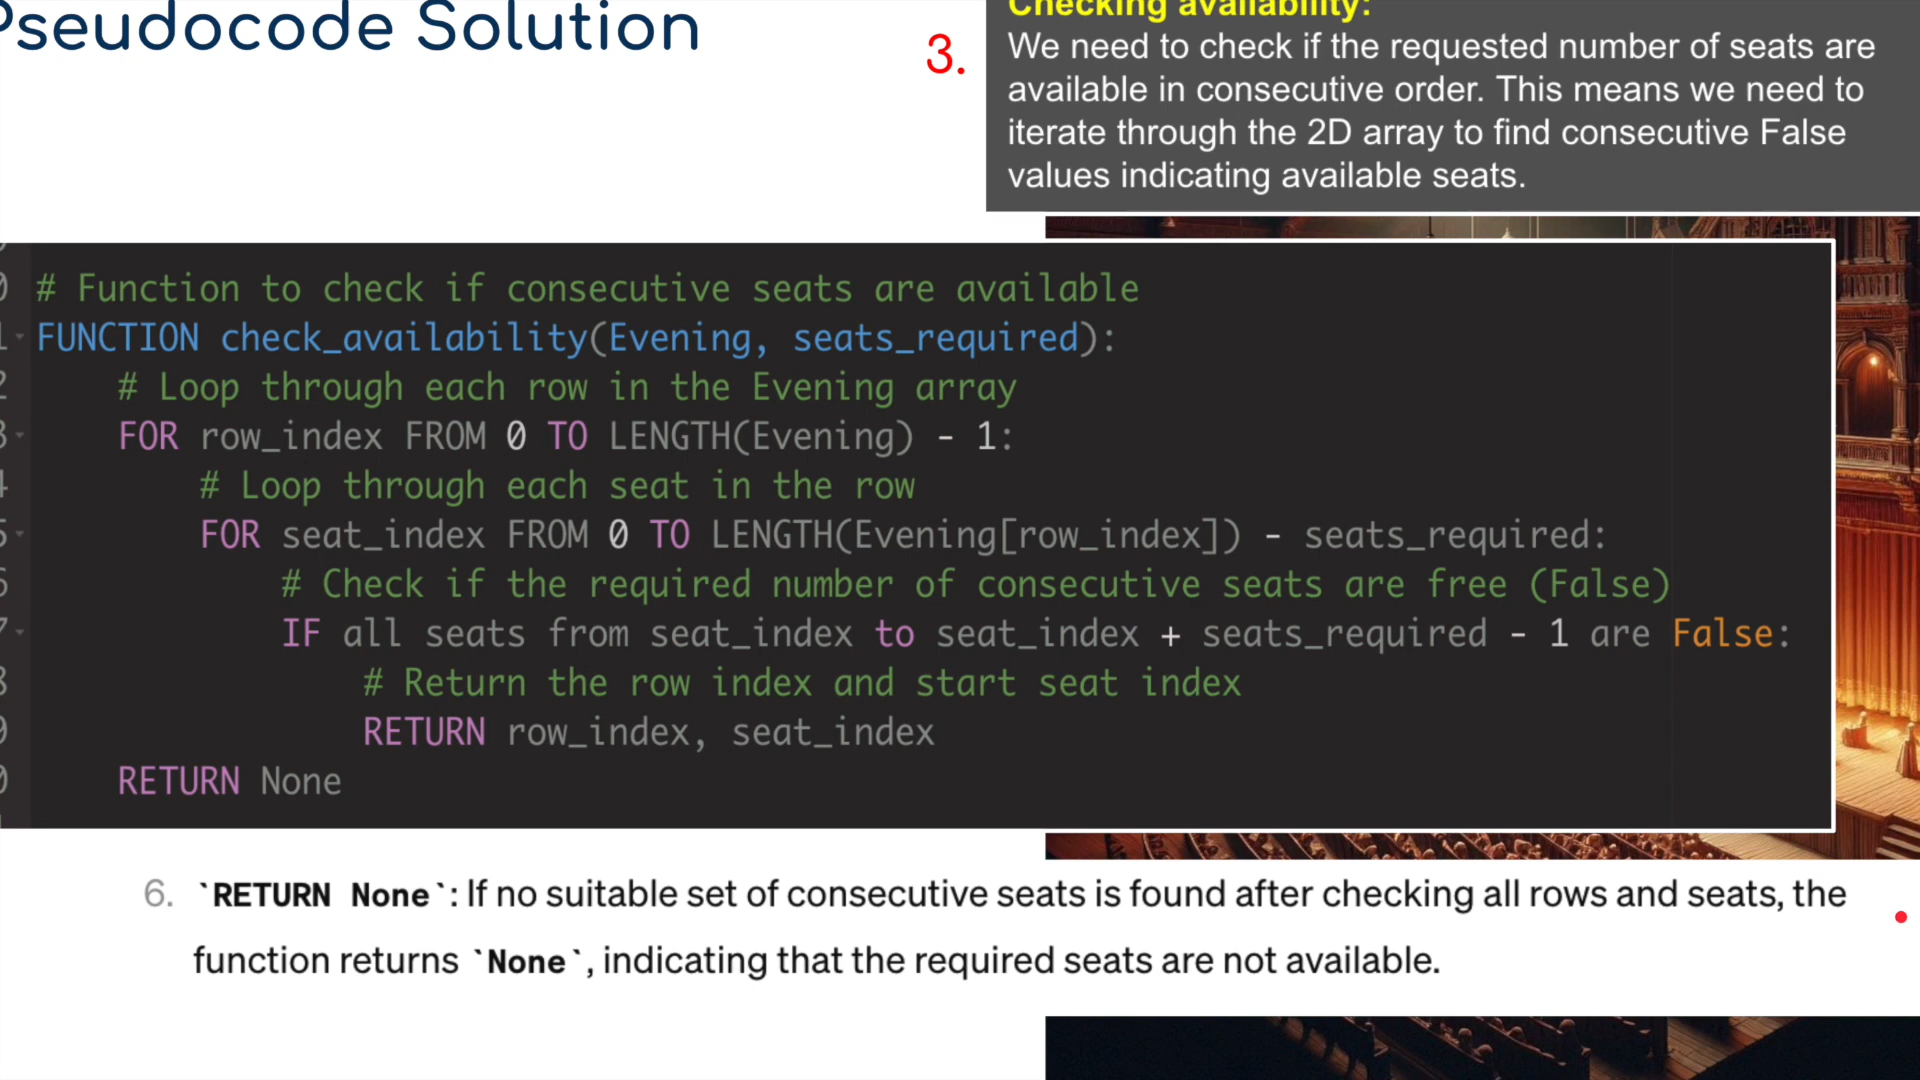 Pseudocode Solution
3.
Checking availability:
We need to check if the requested number of seats are
available in consecutive order. This means we need to
iterate through the 2D array to find consecutive False
values indicating available seats.
# Function to check if consecutive seats are available
FUNCTION check_availability(Evening, seats_required):
# Loop through each row in the Evening array
FOR row_index FROM 0 TO LENGTH(Evening) - 1:
# Loop through each seat in the row
FOR seat_index FROM 0 TO LENGTH(Evening[row_index]) - seats_required:
# Check if the required number of consecutive seats are free (False)
IF all seats from seat_index to seat_index + seats_required - 1 are False:
# Return the row index and start seat index
RETURN row_index, seat_index
RETURN None
6. `RETURN None`: If no suitable set of consecutive seats is found after checking all rows and seats, the
function returns `None`, indicating that the required seats are not available.